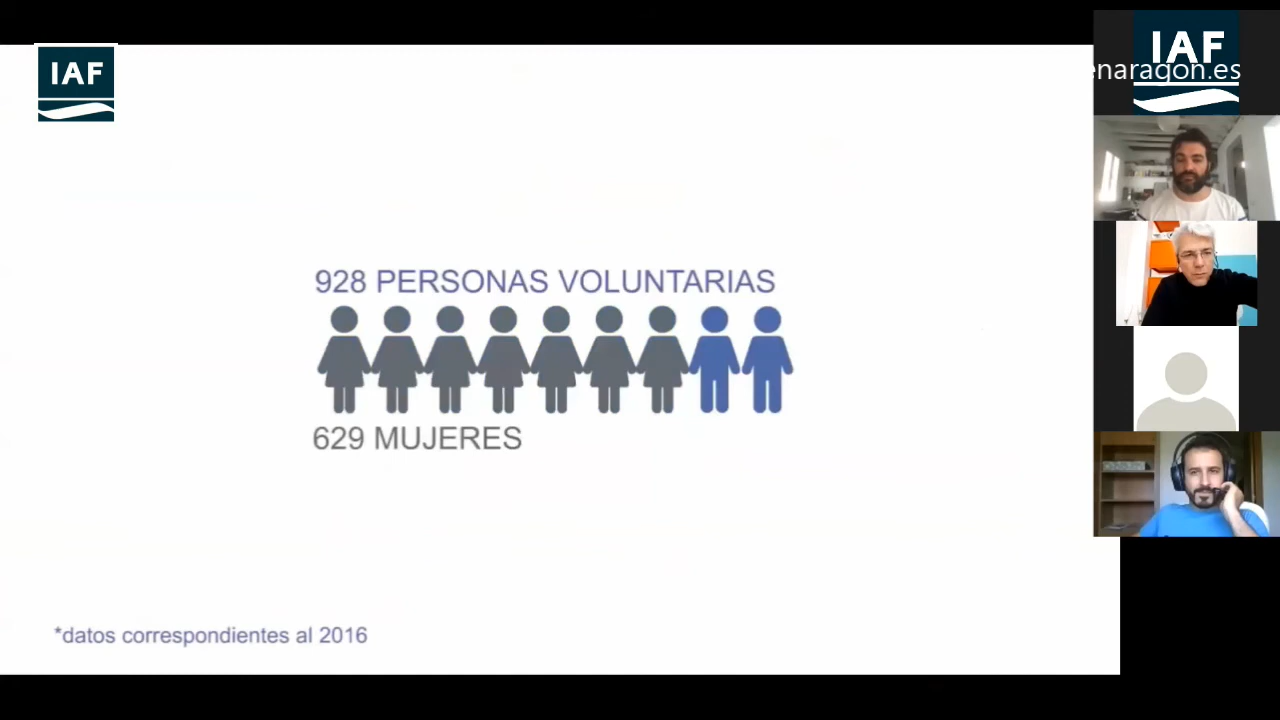 IAF
928 PERSONAS VOLUNTARIAS
629 MUJERES
*datos correspondientes al 2016
IAF
enaragon.es